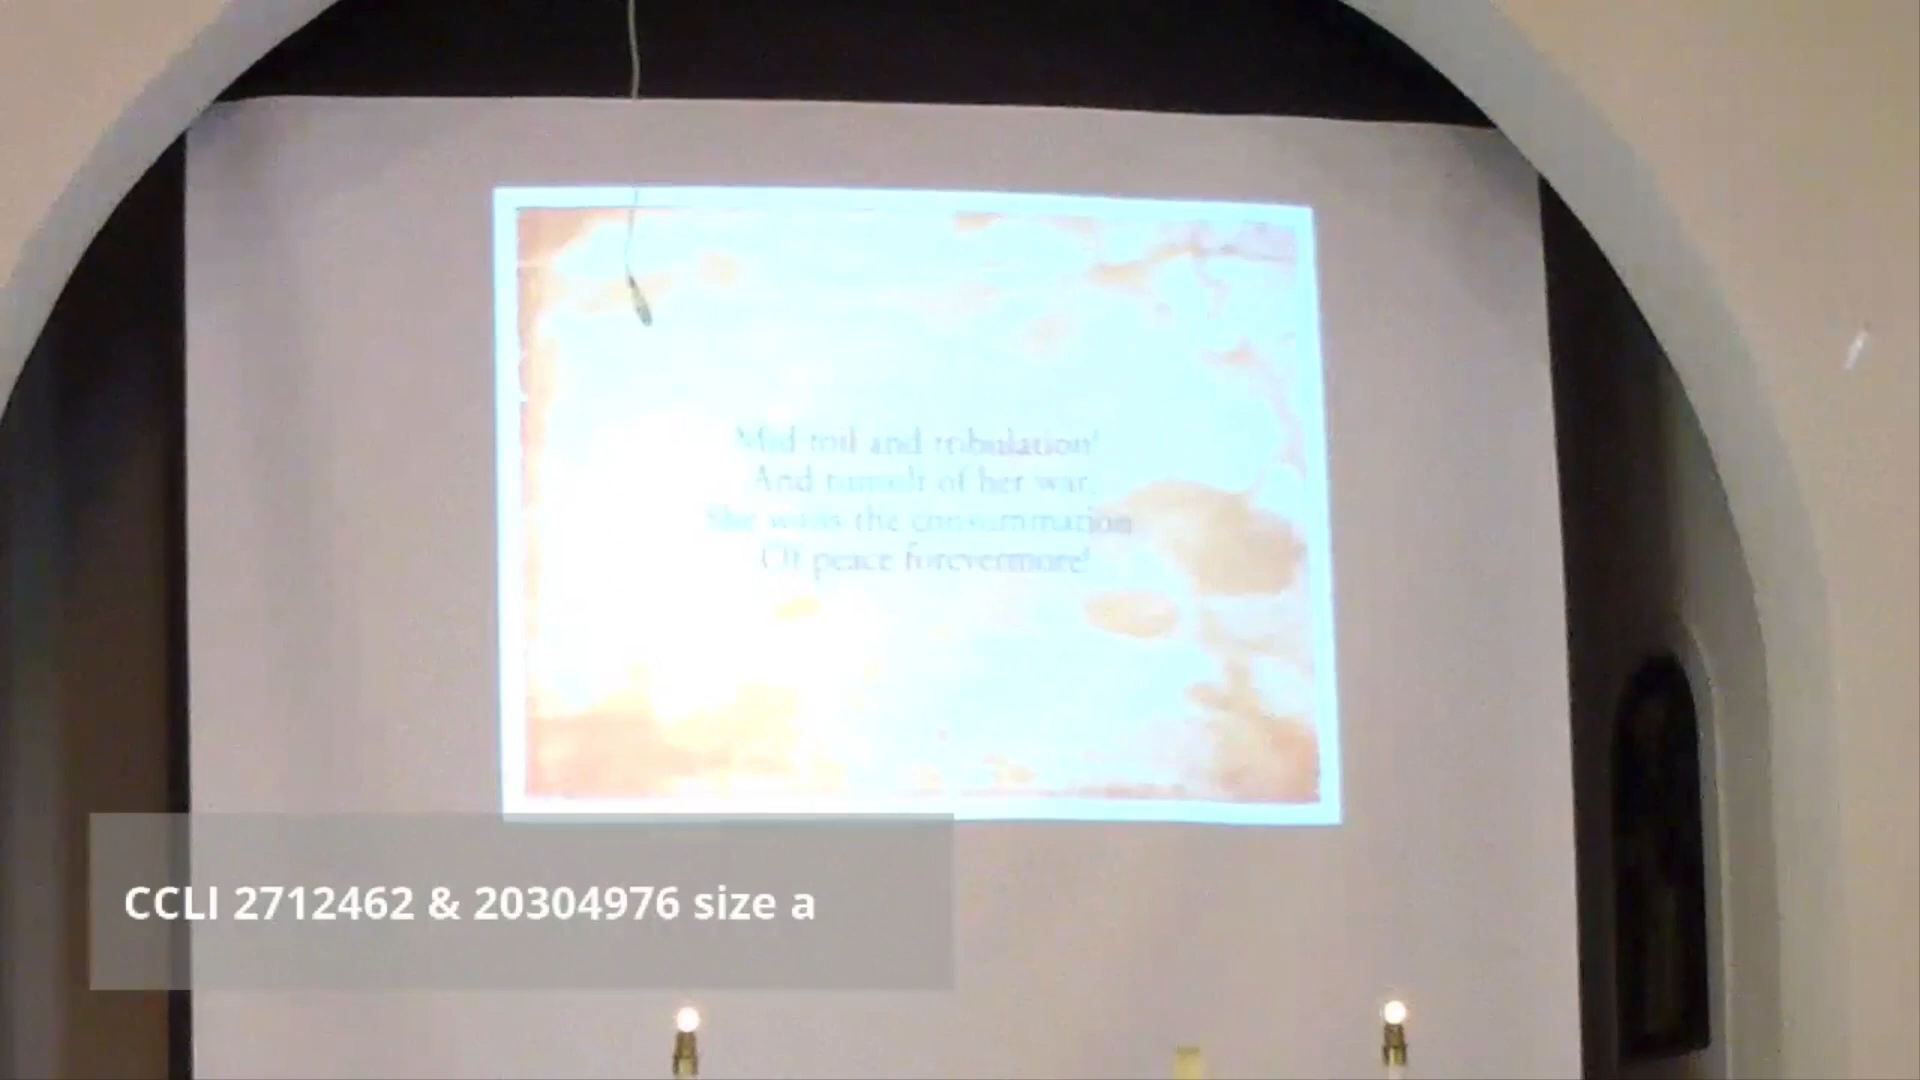 Mid toil and tribulation!
And tumult of her war,
She waits the consummation
Of peace forevermore!
CCLI 2712462 & 20304976 size a